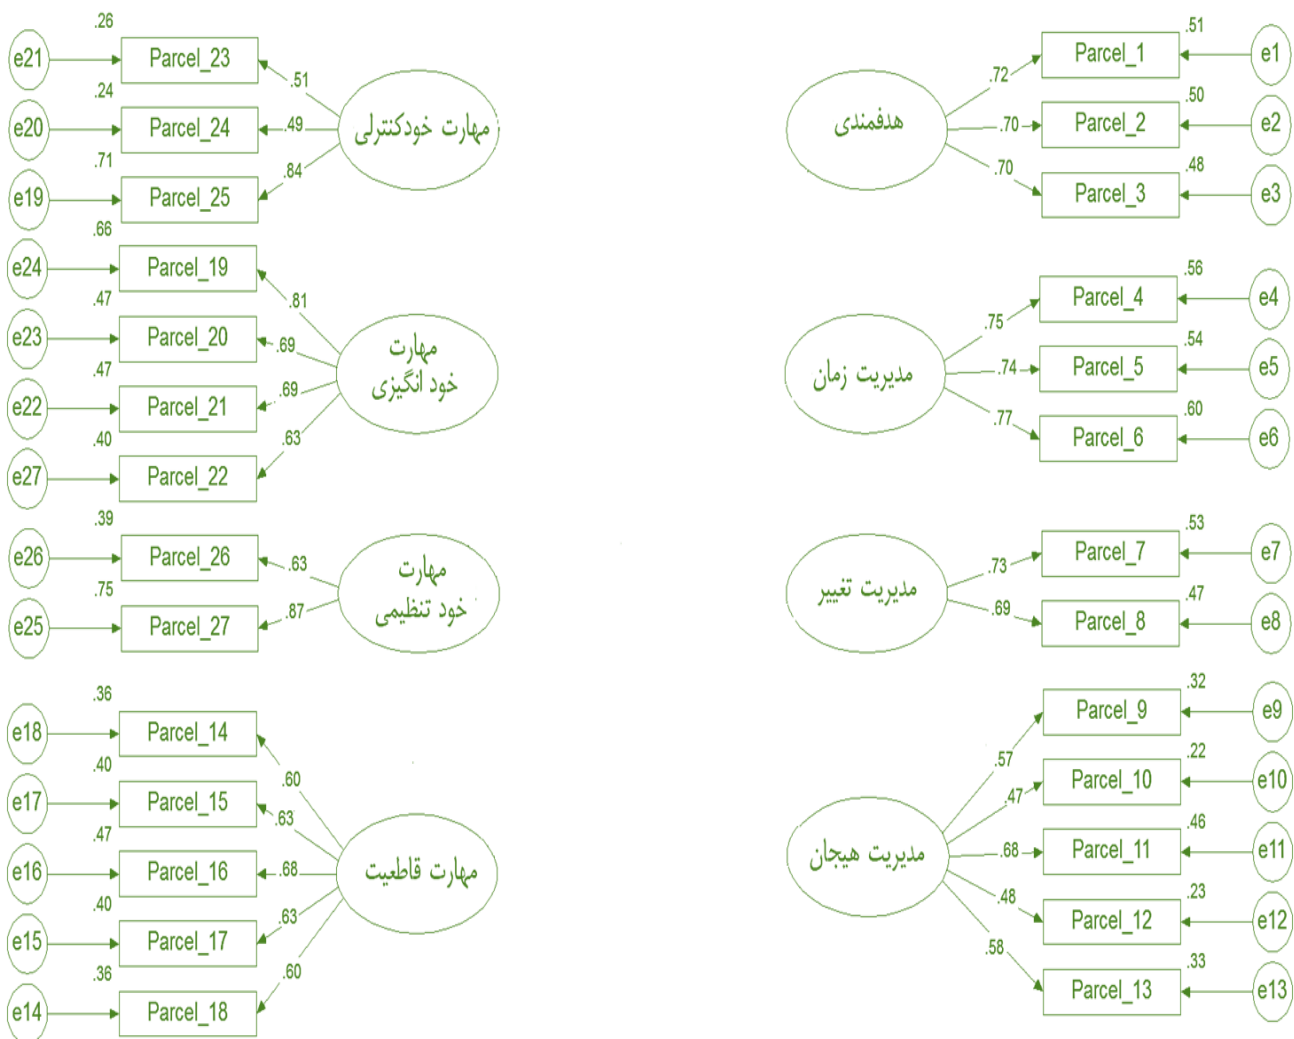 .26
e21 Parcel_23
.51
.24
e20 Parcel_24 .49 مهارت خودکنترلی
.71
.84
e19 Parcel_25
.66
e24 Parcel_19
.81
.47
e23 Parcel_20
.69
مهارت
خود انگیزی
.47
e22 Parcel_21
.69
.40
.63
e27 Parcel_22
.39
e26 Parcel_26
.63
مهارت
خود تنظیمی
.75
.87
e25 Parcel_27
.36
e18 Parcel_14
.60
.40
e17 Parcel_15
.63
.47
e16 Parcel_16 .68 مهارت قاطعیت
.40
e15 Parcel_17
.63
.36
.60
e14 Parcel_18
.51
Parcel_1 e1
.72
.50
هدفمندی .70 Parcel_2 e2
.48
.70
Parcel_3 e3
.56
Parcel_4 e4
.75
.54
مدیریت زمان .74 Parcel_5 e5
.60
.77
Parcel_6 e6
.53
Parcel_7 e7
.73
مدیریت تغییر
.47
.69
Parcel_8 e8
.32
Parcel_9 e9
.57
.22
Parcel_10 e10
.47
.46
مدیریت هیجان .68 Parcel_11 e11
.23
.48
Parcel_12 e12
.33
.58
Parcel_13 e13